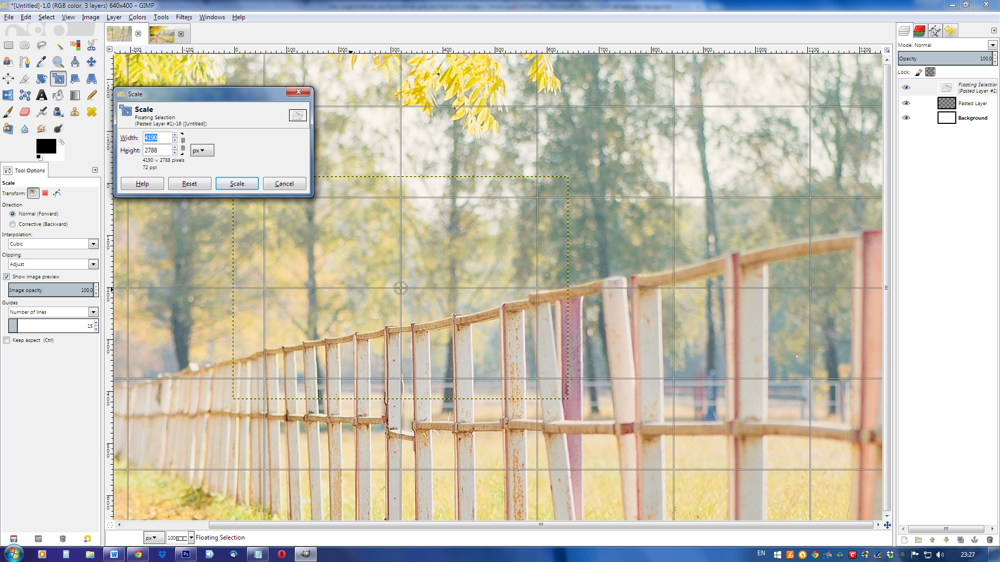 *[Untitled]-1.0 (RGB color, 3 layers) 640x400 – GIMP
File Edit Select View Image Layer Colors Tools Filters Windows Help
-200 -100 0 100 200 300 400 500 600 700 800 900 1000 1100 1200
Scale
Scale
Floating Selection
(Pasted Layer #1)-16 ([Untitled])
Width: 4190
Height: 2788 px
4190 × 2788 pixels
72 ppi
Help Reset Scale Cancel
Tool Options
Scale
Transform:
Direction
Normal (Forward)
Corrective (Backward)
Interpolation:
Cubic
Clipping:
Adjust
Show image preview
Image opacity 100,0
Guides
Number of lines
15
Keep aspect (Ctrl)
Mode: Normal
Opacity 100,0
Lock:
Floating Selection
(Pasted Layer #1)
Pasted Layer
Background
px 100 Floating Selection
EN 23:27